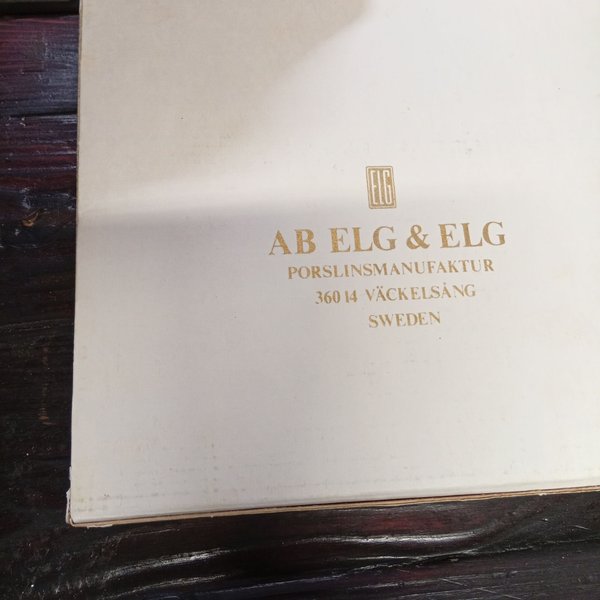 ELG
AB ELG & ELG
PORSLINSMANUFAKTUR
360 14 VÄCKELSÅNG
SWEDEN